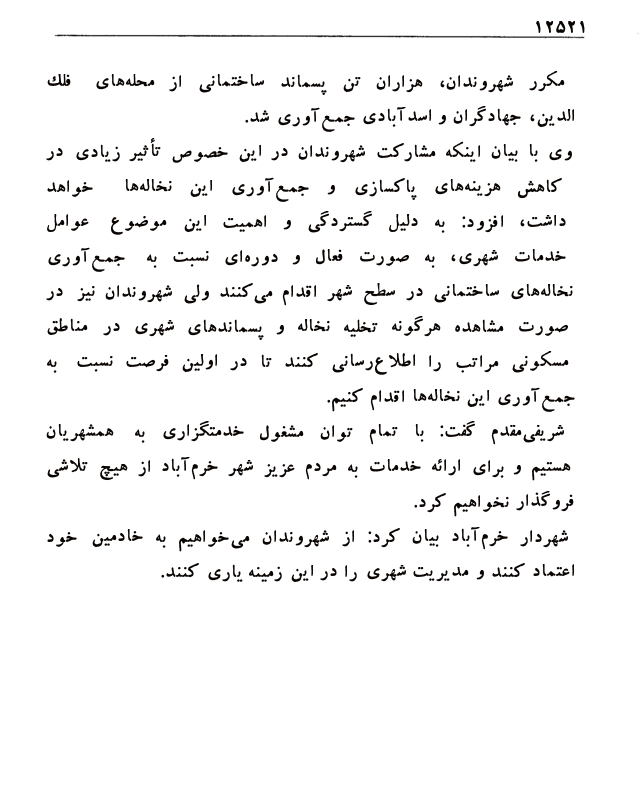 ۱۲۵۲۱
مکرر شهروندان، هزاران تن پسماند ساختمانی از محله‌های فلك
الدین، جهادگران و اسدآبادی جمع‌آوری شد.
وی با بیان اینکه مشارکت شهروندان در این خصوص تأثیر زیادی در
کاهش هزینه‌های پاکسازی و جمع‌آوری این نخاله‌ها خواهد
داشت، افزود: به دلیل گستردگی و اهمیت این موضوع عوامل
خدمات شهری، به صورت فعال و دوره‌ای نسبت به جمع‌آوری
نخاله‌های ساختمانی در سطح شهر اقدام می‌کنند ولی شهروندان نیز در
صورت مشاهده هرگونه تخلیه نخاله و پسماندهای شهری در مناطق
مسکونی مراتب را اطلاع‌رسانی کنند تا در اولین فرصت نسبت به
جمع‌آوری این نخاله‌ها اقدام کنیم.
شریفی‌مقدم گفت: با تمام توان مشغول خدمتگزاری به همشهریان
هستیم و برای ارائه خدمات به مردم عزیز شهر خرم‌آباد از هیچ تلاشی
فروگذار نخواهیم کرد.
شهردار خرم‌آباد بیان کرد: از شهروندان می‌خواهیم به خادمین خود
اعتماد کنند و مدیریت شهری را در این زمینه یاری کنند.